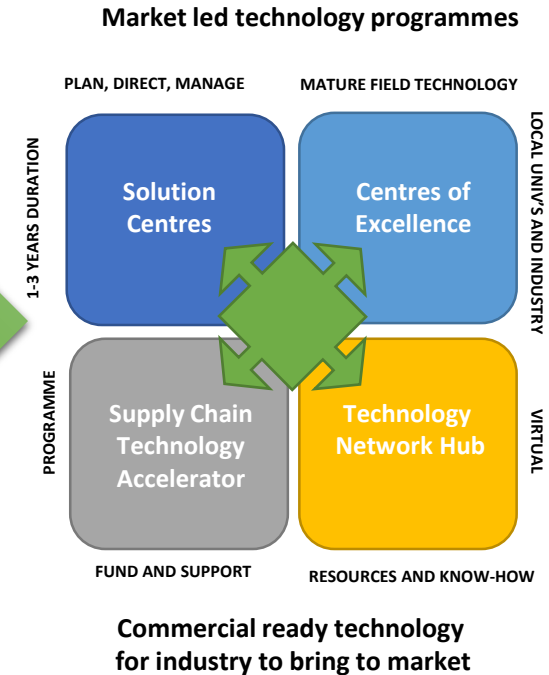 Market led technology programmes
PLAN, DIRECT, MANAGE
MATURE FIELD TECHNOLOGY
1-3 YEARS DURATION
Solution
Centres
Centres of
Excellence
LOCAL UNIV'S AND INDUSTRY
PROGRAMME
Supply Chain
Technology
Accelerator
Technology
Network Hub
VIRTUAL
FUND AND SUPPORT
RESOURCES AND KNOW-HOW
Commercial ready technology
for industry to bring to market